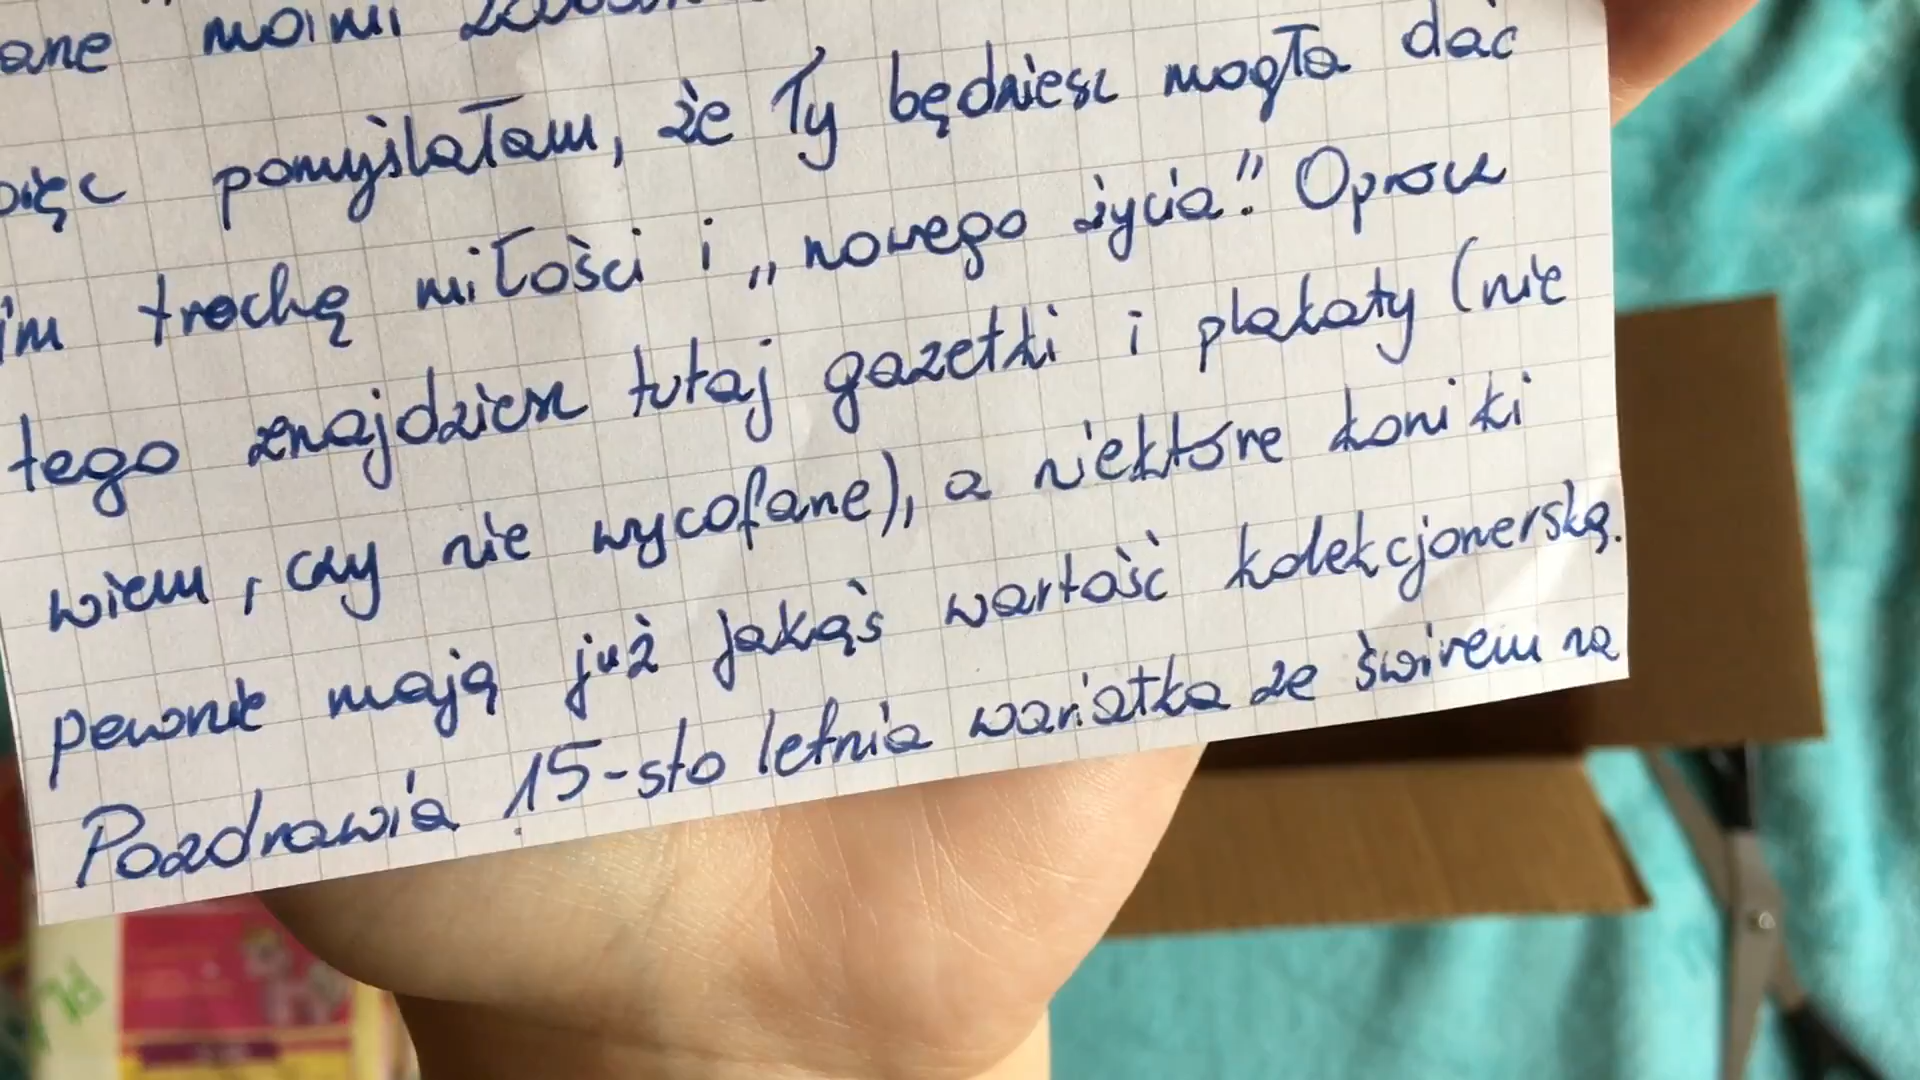 moimi
pomyślałam, że Ty będziesz mogła dać
im trochę miłości i „nowego życia". Oprócz
tego znajdziesz tutaj gazetki i plakaty (nie
wiem, czy nie wycofane), a niektóre koniki
pewnie mają już jakąś wartość kolekcjonerską.
Pozdrawia 15-sto letnia wariatka ze świrem na